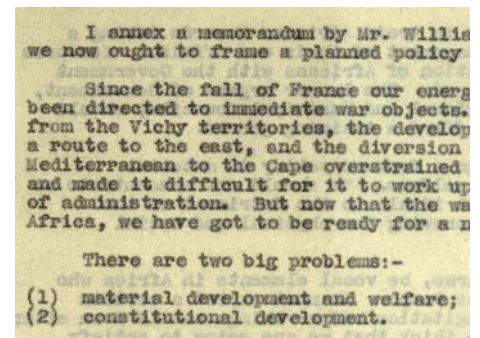 I annex a memorandum by Mr. Willia
we now ought to frame a planned policy
Since the fall of France our energ
been directed to immediate war objects.
from the Vichy territories, the develop
a route to the east, and the diversion
Mediterranean to the Cape overstrained
and made it difficult for it to work up
of administration. But now that the wa
Africa, we have got to be ready for a n
There are two big problems:-
(1) material development and welfare;
(2) constitutional development.